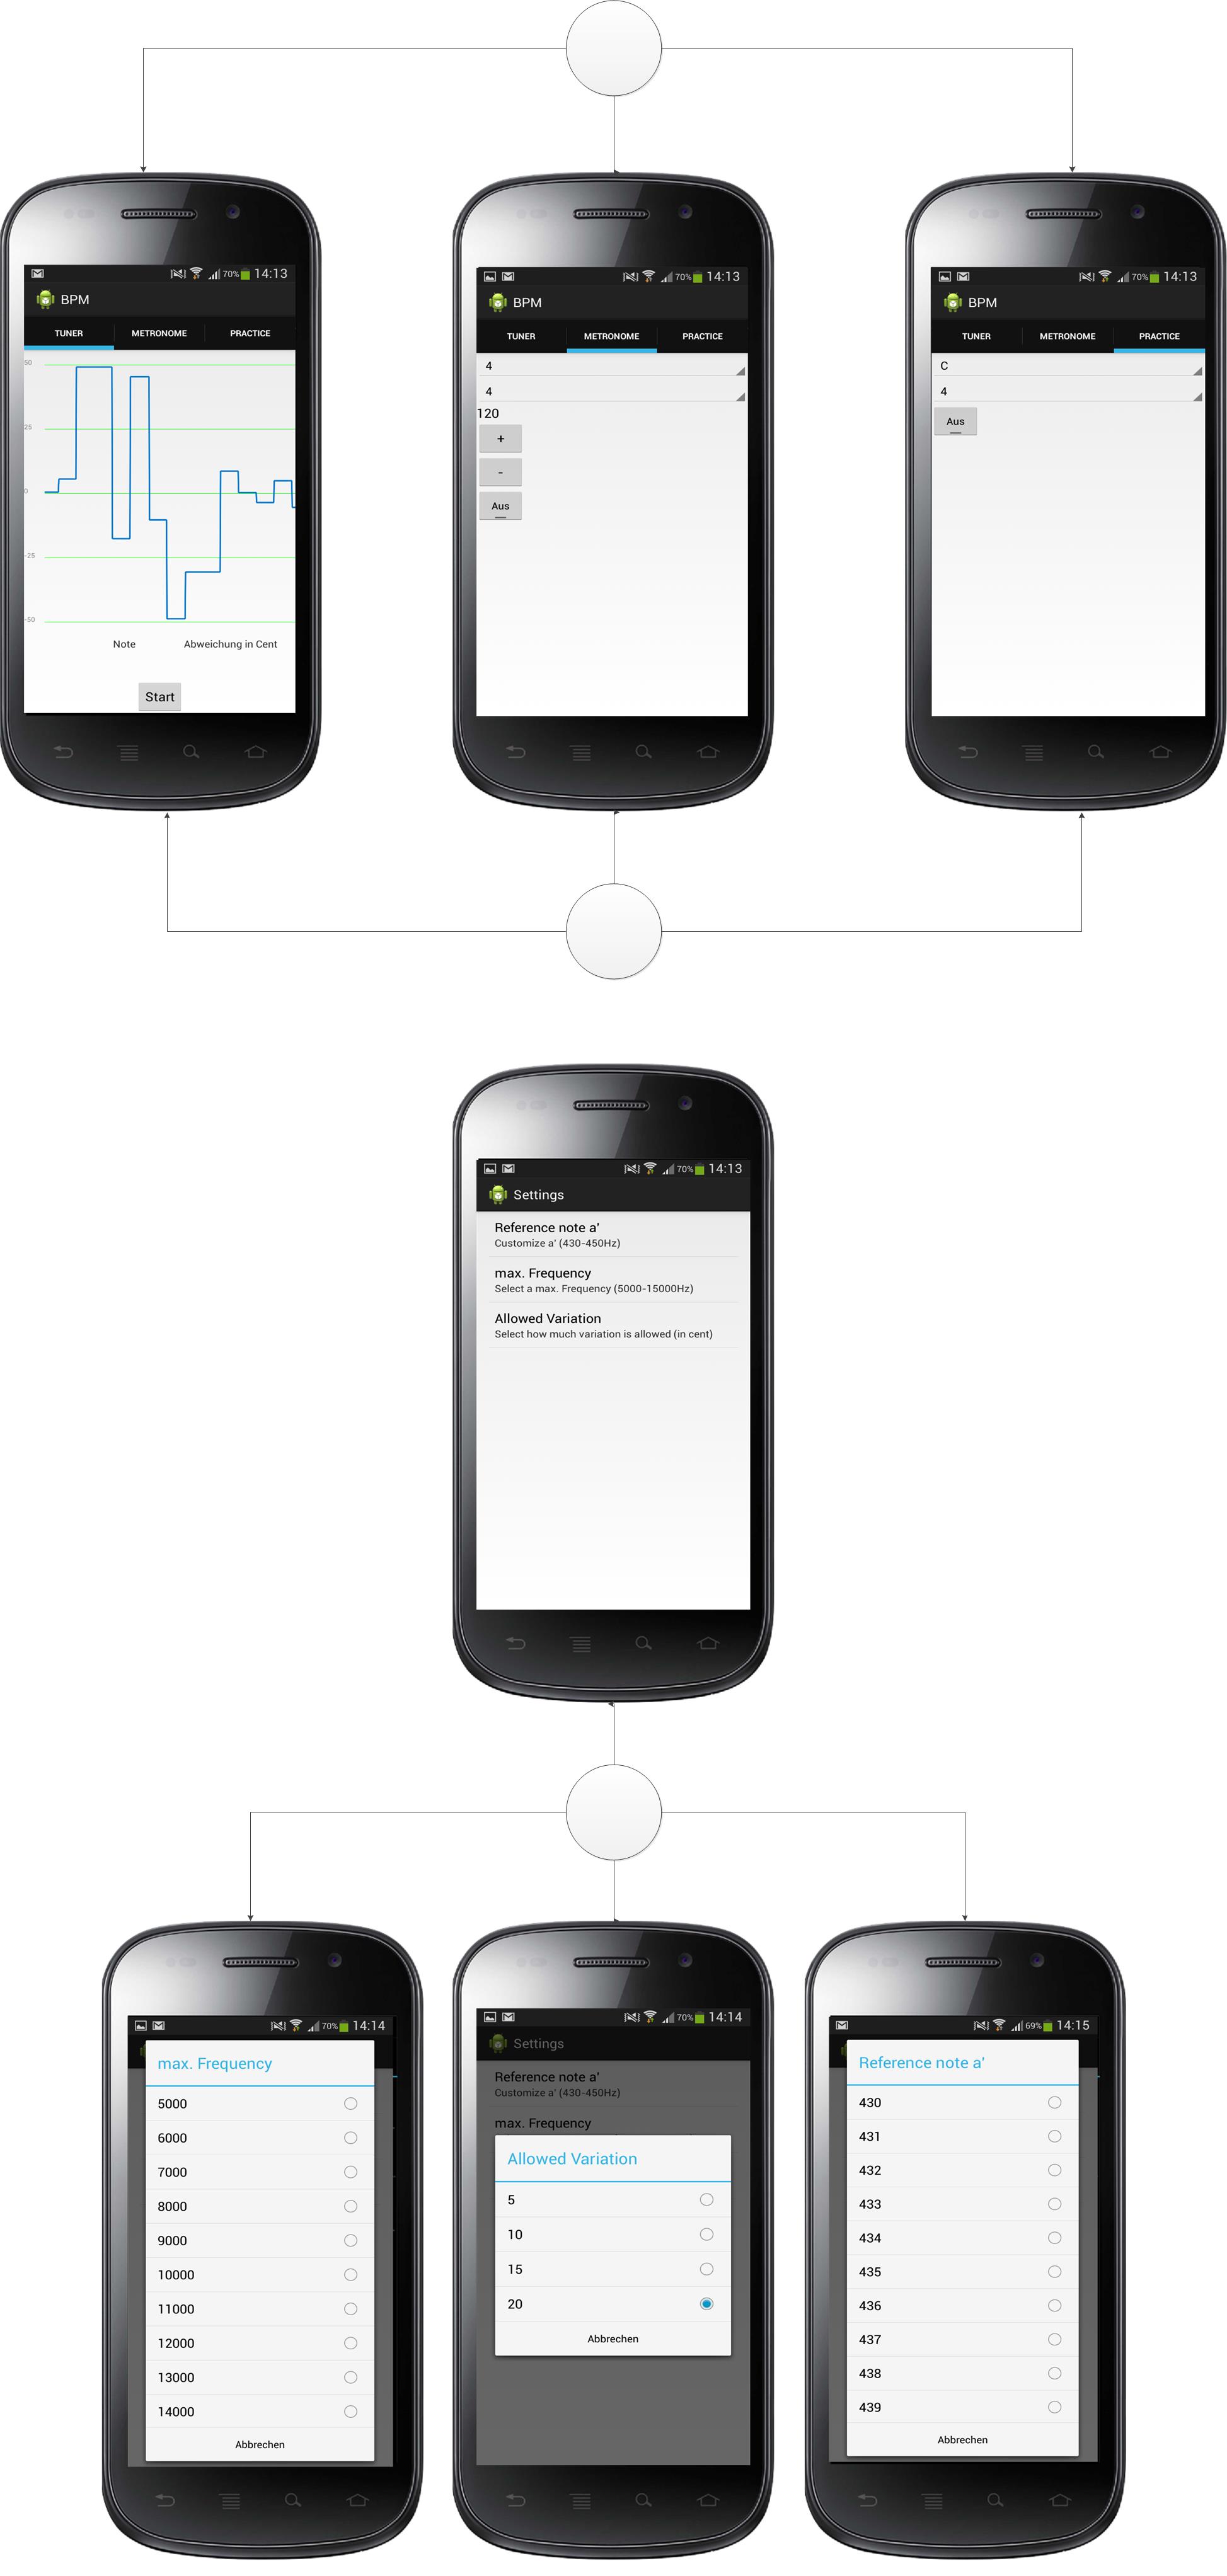 70% 14:13
BPM
TUNER METRONOME PRACTICE
50
25
0
-25
-50
Note Abweichung in Cent
Start
70% 14:13
BPM
TUNER METRONOME PRACTICE
4
4
120
+
-
Aus
70% 14:13
BPM
TUNER METRONOME PRACTICE
C
4
Aus
70% 14:13
Settings
Reference note a'
Customize a' (430-450Hz)
max. Frequency
Select a max. Frequency (5000-15000Hz)
Allowed Variation
Select how much variation is allowed (in cent)
70% 14:14
max. Frequency
5000
6000
7000
8000
9000
10000
11000
12000
13000
14000
Abbrechen
70% 14:14
Settings
Reference note a'
Customize a' (430-450Hz)
max. Frequency
Allowed Variation
5
10
15
20
Abbrechen
69% 14:15
Reference note a'
430
431
432
433
434
435
436
437
438
439
Abbrechen